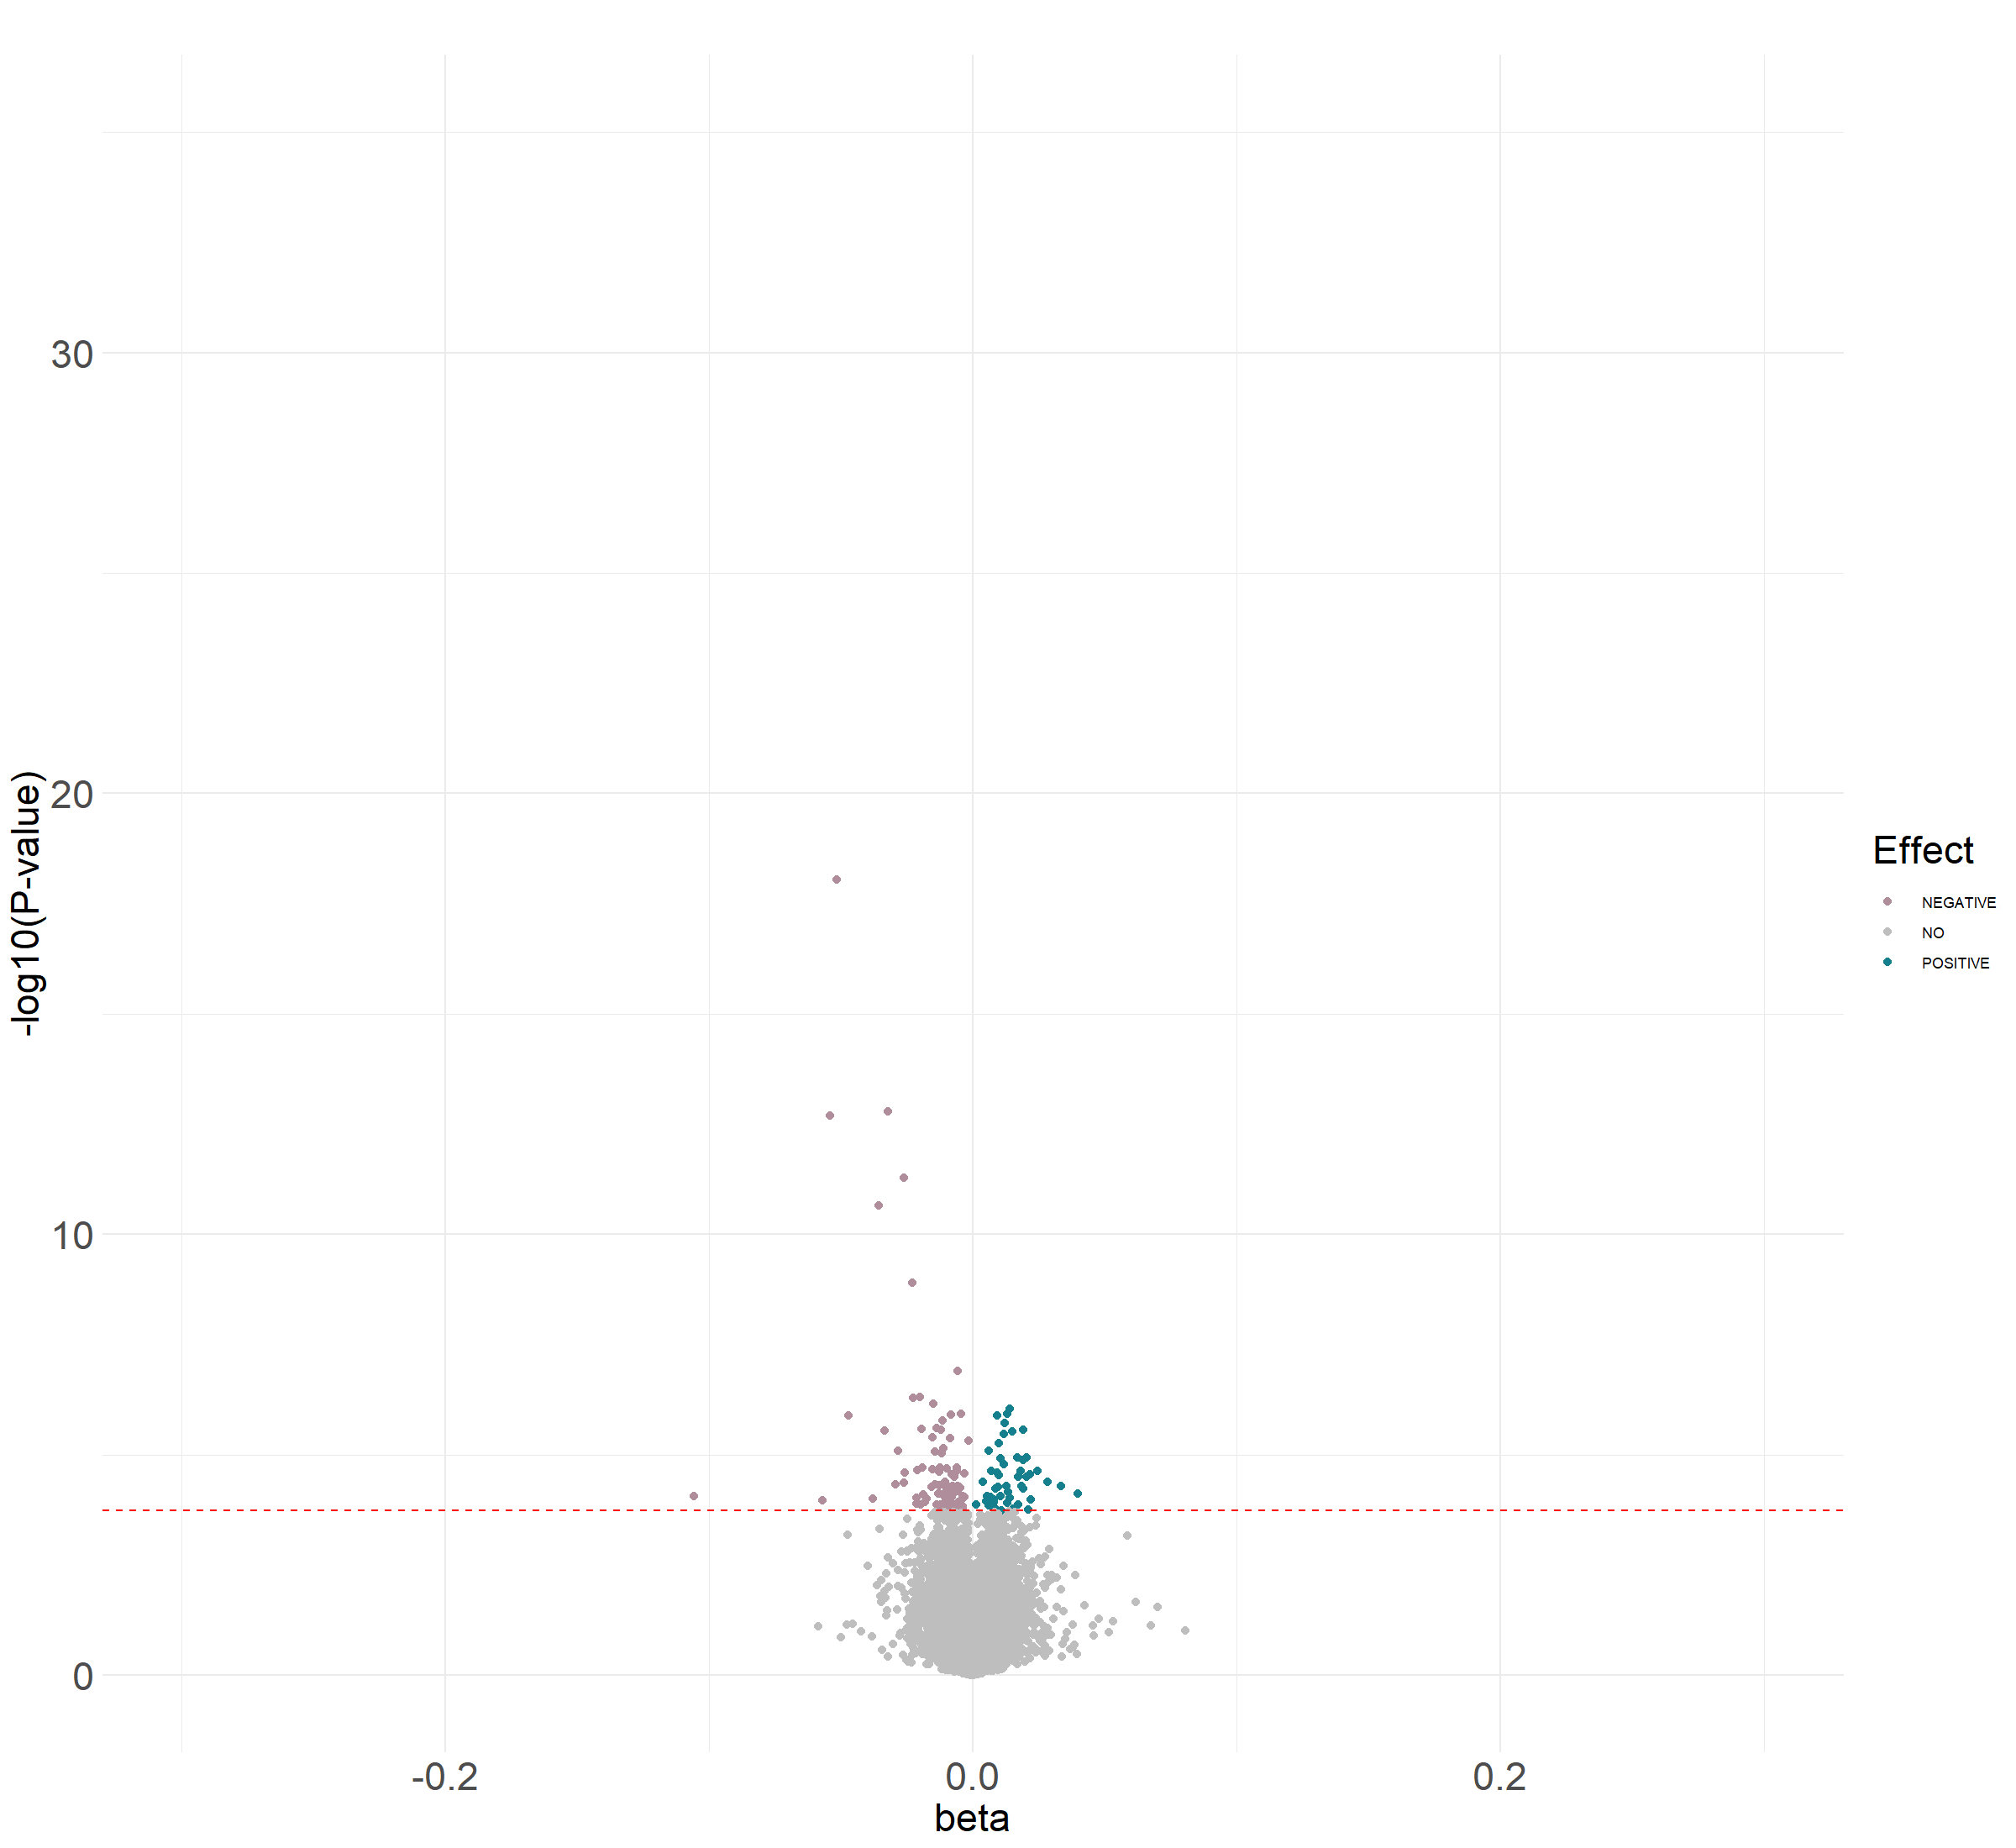 30
20
10
0
-log10(P-value)
-0.2
0.0
0.2
beta
Effect
NEGATIVE
NO
POSITIVE